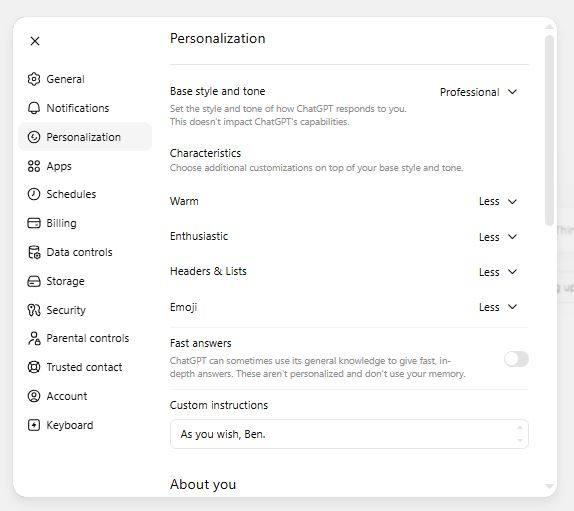 Personalization
General
Notifications
Personalization
Apps
Schedules
Billing
Data controls
Storage
Security
Parental controls
Trusted contact
Account
Keyboard
Base style and tone
Professional
Set the style and tone of how ChatGPT responds to you.
This doesn't impact ChatGPT's capabilities.
Characteristics
Choose additional customizations on top of your base style and tone.
Warm
Less
Enthusiastic
Less
Headers & Lists
Less
Emoji
Less
Fast answers
ChatGPT can sometimes use its general knowledge to give fast, in-
depth answers. These aren't personalized and don't use your memory.
Custom instructions
As you wish, Ben.
About you